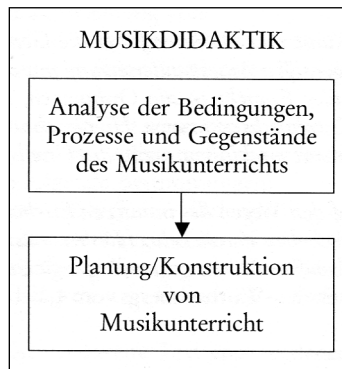 MUSIKDIDAKTIK
Analyse der Bedingungen,
Prozesse und Gegenstände
des Musikunterrichts
Planung/Konstruktion
von
Musikunterricht